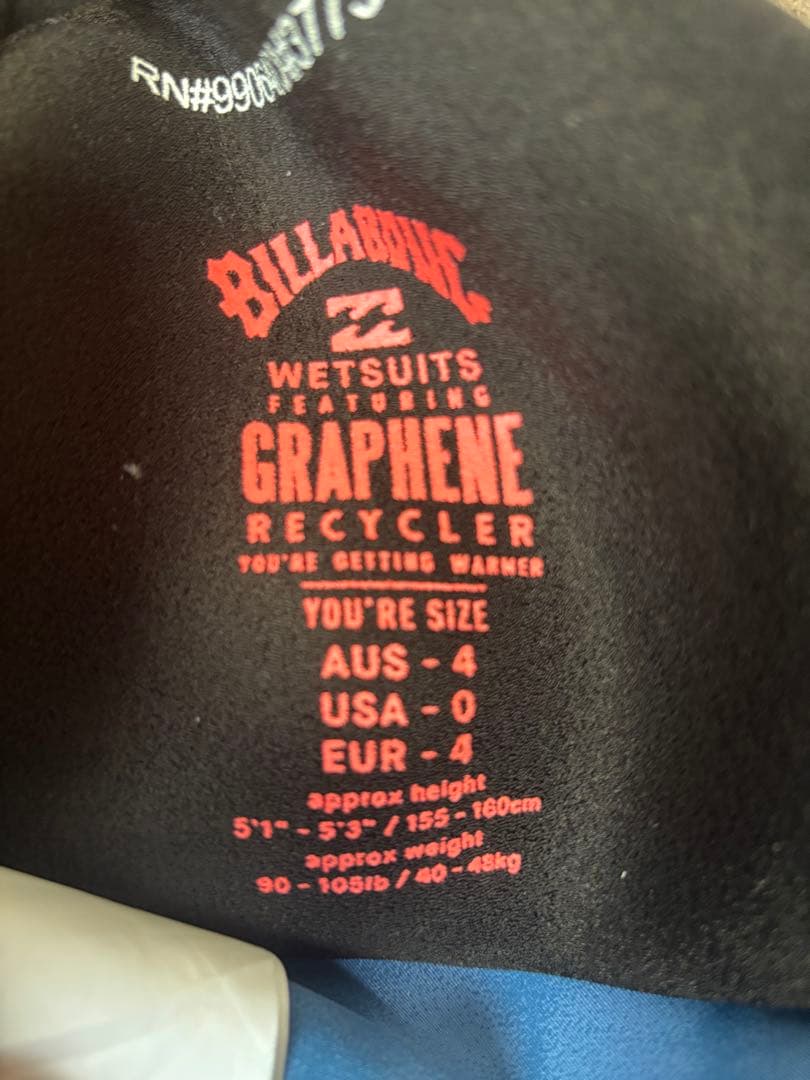 BILLABONG
WETSUITS
FEATURING
GRAPHENE
RECYCLER
YOU'RE GETTING WARMER
YOU'RE SIZE
AUS - 4
USA - 0
EUR - 4
approx height
5'1" - 5'3" / 155 - 160cm
approx weight
90 - 105lb / 40 - 48kg